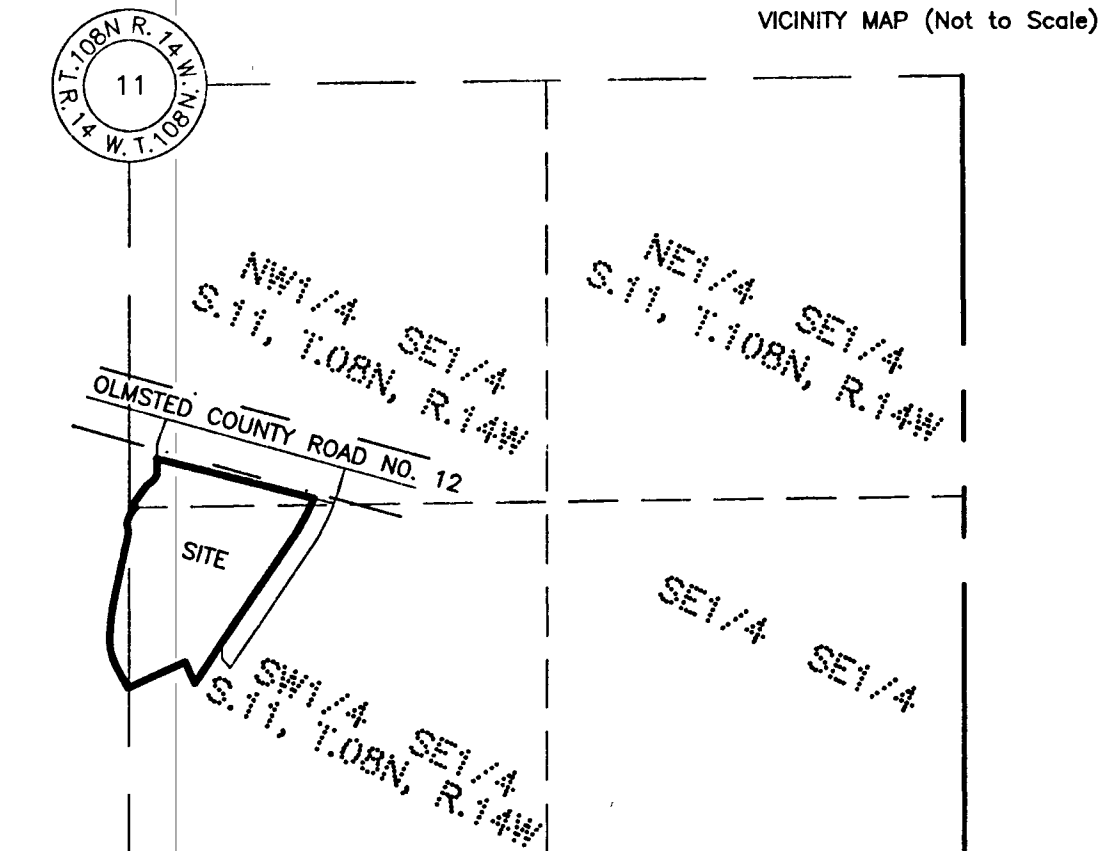 VICINITY MAP (Not to Scale)
T.108N R. 14 W.
11
R. 14 W. T.108N.
NW1/4 SE1/4
S.11, T.08N, R.14W
NE1/4 SE1/4
S.11, T.108N, R.14W
OLMSTED COUNTY ROAD NO. 12
SITE
SE1/4 SE1/4
SW1/4 SE1/4
S.11, T.08N, R.14W